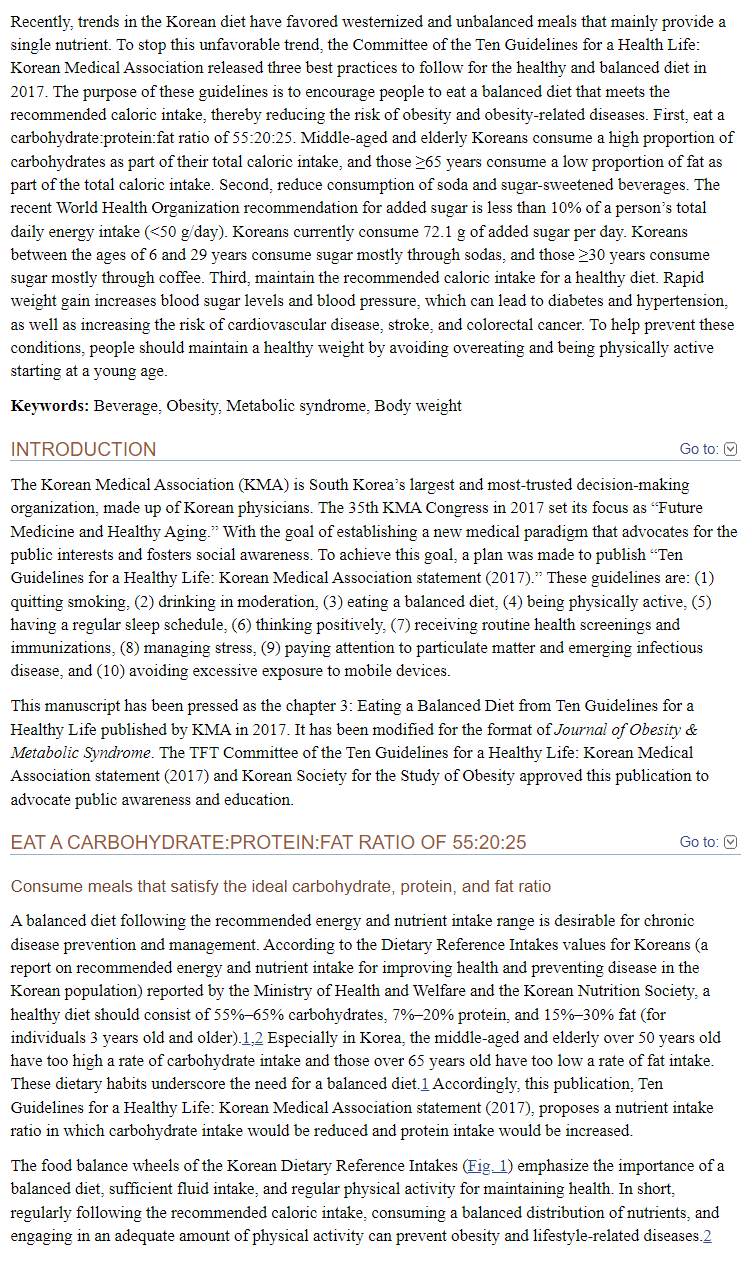 Recently, trends in the Korean diet have favored westernized and unbalanced meals that mainly provide a
single nutrient. To stop this unfavorable trend, the Committee of the Ten Guidelines for a Health Life:
Korean Medical Association released three best practices to follow for the healthy and balanced diet in
2017. The purpose of these guidelines is to encourage people to eat a balanced diet that meets the
recommended caloric intake, thereby reducing the risk of obesity and obesity-related diseases. First, eat a
carbohydrate:protein:fat ratio of 55:20:25. Middle-aged and elderly Koreans consume a high proportion of
carbohydrates as part of their total caloric intake, and those ≥65 years consume a low proportion of fat as
part of the total caloric intake. Second, reduce consumption of soda and sugar-sweetened beverages. The
recent World Health Organization recommendation for added sugar is less than 10% of a person’s total
daily energy intake (<50 g/day). Koreans currently consume 72.1 g of added sugar per day. Koreans
between the ages of 6 and 29 years consume sugar mostly through sodas, and those ≥30 years consume
sugar mostly through coffee. Third, maintain the recommended caloric intake for a healthy diet. Rapid
weight gain increases blood sugar levels and blood pressure, which can lead to diabetes and hypertension,
as well as increasing the risk of cardiovascular disease, stroke, and colorectal cancer. To help prevent these
conditions, people should maintain a healthy weight by avoiding overeating and being physically active
starting at a young age.
Keywords: Beverage, Obesity, Metabolic syndrome, Body weight
INTRODUCTION Go to:
The Korean Medical Association (KMA) is South Korea’s largest and most-trusted decision-making
organization, made up of Korean physicians. The 35th KMA Congress in 2017 set its focus as “Future
Medicine and Healthy Aging.” With the goal of establishing a new medical paradigm that advocates for the
public interests and fosters social awareness. To achieve this goal, a plan was made to publish “Ten
Guidelines for a Healthy Life: Korean Medical Association statement (2017).” These guidelines are: (1)
quitting smoking, (2) drinking in moderation, (3) eating a balanced diet, (4) being physically active, (5)
having a regular sleep schedule, (6) thinking positively, (7) receiving routine health screenings and
immunizations, (8) managing stress, (9) paying attention to particulate matter and emerging infectious
disease, and (10) avoiding excessive exposure to mobile devices.
This manuscript has been pressed as the chapter 3: Eating a Balanced Diet from Ten Guidelines for a
Healthy Life published by KMA in 2017. It has been modified for the format of Journal of Obesity &
Metabolic Syndrome. The TFT Committee of the Ten Guidelines for a Healthy Life: Korean Medical
Association statement (2017) and Korean Society for the Study of Obesity approved this publication to
advocate public awareness and education.
EAT A CARBOHYDRATE:PROTEIN:FAT RATIO OF 55:20:25 Go to:
Consume meals that satisfy the ideal carbohydrate, protein, and fat ratio
A balanced diet following the recommended energy and nutrient intake range is desirable for chronic
disease prevention and management. According to the Dietary Reference Intakes values for Koreans (a
report on recommended energy and nutrient intake for improving health and preventing disease in the
Korean population) reported by the Ministry of Health and Welfare and the Korean Nutrition Society, a
healthy diet should consist of 55%–65% carbohydrates, 7%–20% protein, and 15%–30% fat (for
individuals 3 years old and older).1,2 Especially in Korea, the middle-aged and elderly over 50 years old
have too high a rate of carbohydrate intake and those over 65 years old have too low a rate of fat intake.
These dietary habits underscore the need for a balanced diet.1 Accordingly, this publication, Ten
Guidelines for a Healthy Life: Korean Medical Association statement (2017), proposes a nutrient intake
ratio in which carbohydrate intake would be reduced and protein intake would be increased.
The food balance wheels of the Korean Dietary Reference Intakes (Fig. 1) emphasize the importance of a
balanced diet, sufficient fluid intake, and regular physical activity for maintaining health. In short,
regularly following the recommended caloric intake, consuming a balanced distribution of nutrients, and
engaging in an adequate amount of physical activity can prevent obesity and lifestyle-related diseases.2